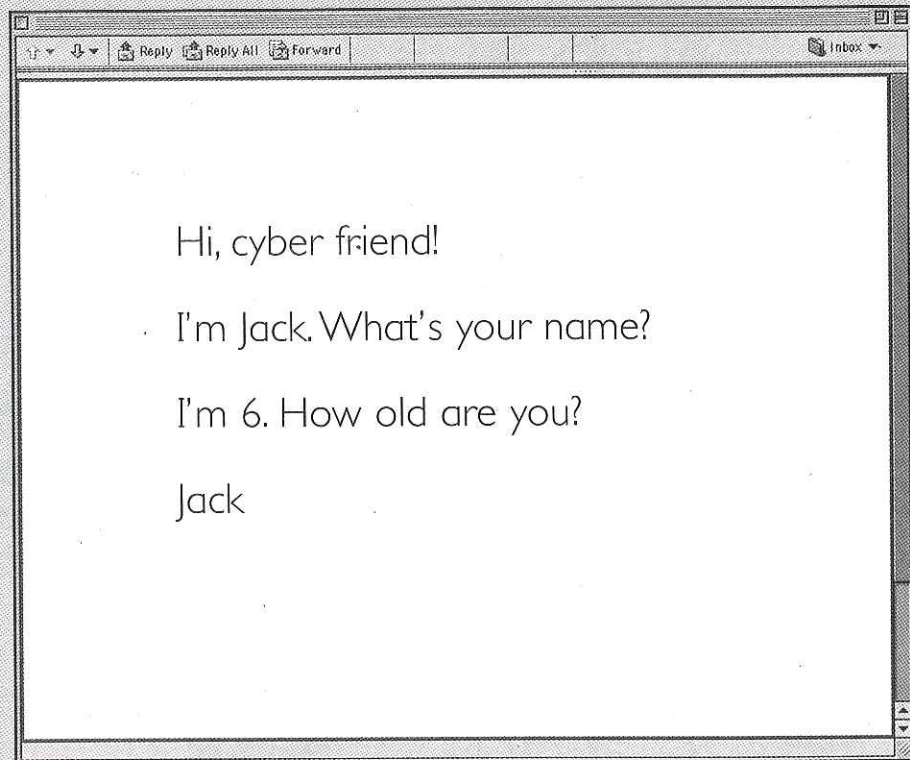 Reply Reply All Forward Inbox
Hi, cyber friend!
I'm Jack. What's your name?
I'm 6. How old are you?
Jack